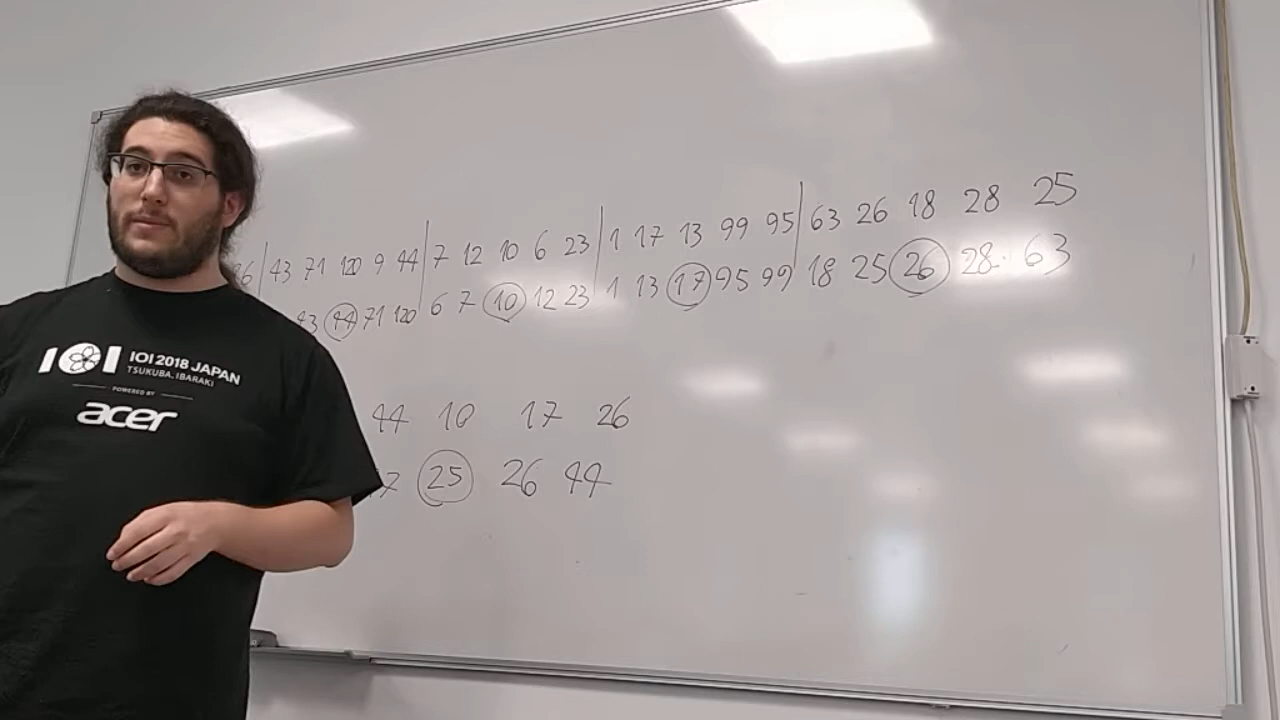 43 71 120 9 44 | 7 12 10 6 23 | 1 17 13 99 95 | 63 26 18 28 25
44 71 120 6 7 10 12 23 1 13 17 95 99 18 25 26 28 63
44 10 17 26
25 26 44
IOI IOI 2018 JAPAN
TSUKUBA, IBARAKI
POWERED BY
acer